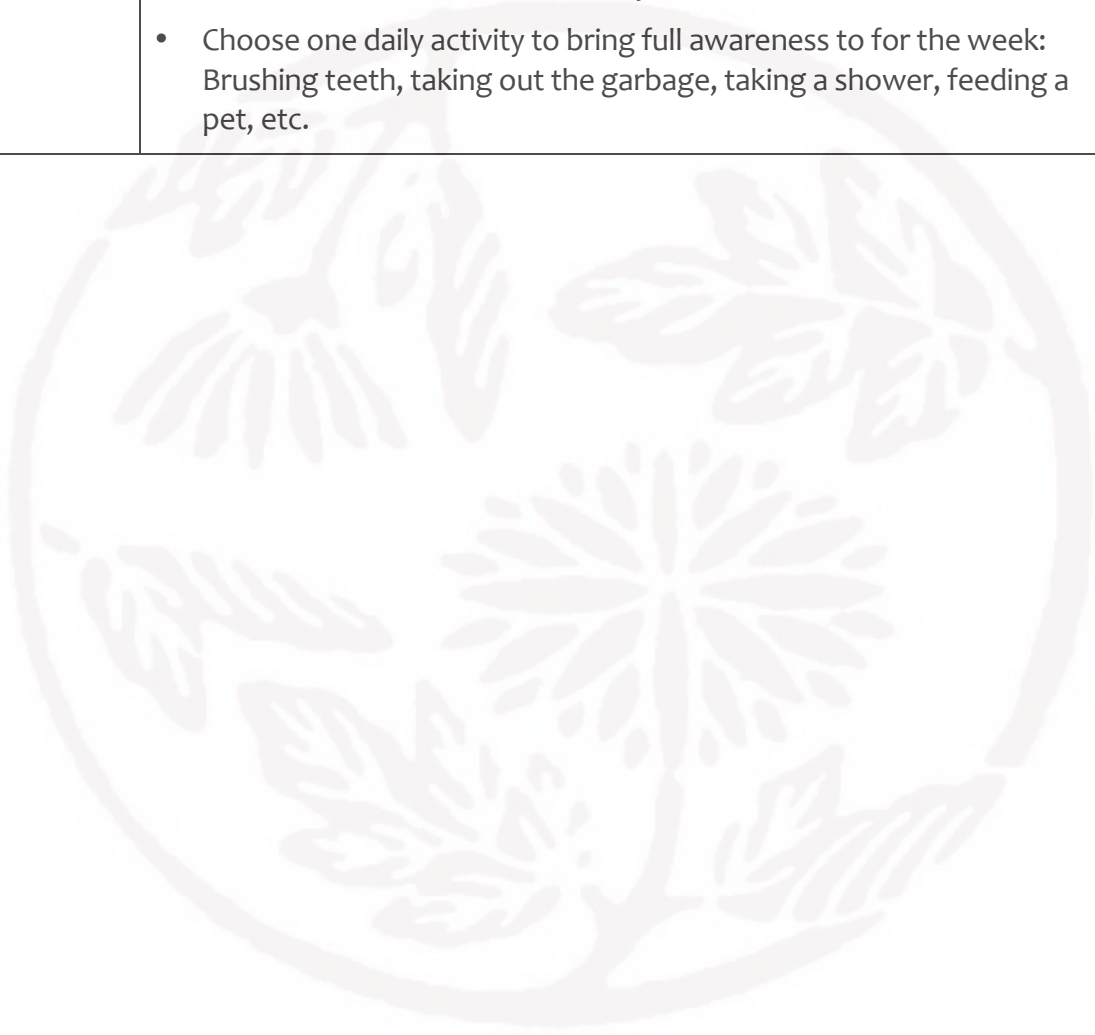 • Choose one daily activity to bring full awareness to for the week:
Brushing teeth, taking out the garbage, taking a shower, feeding a
pet, etc.